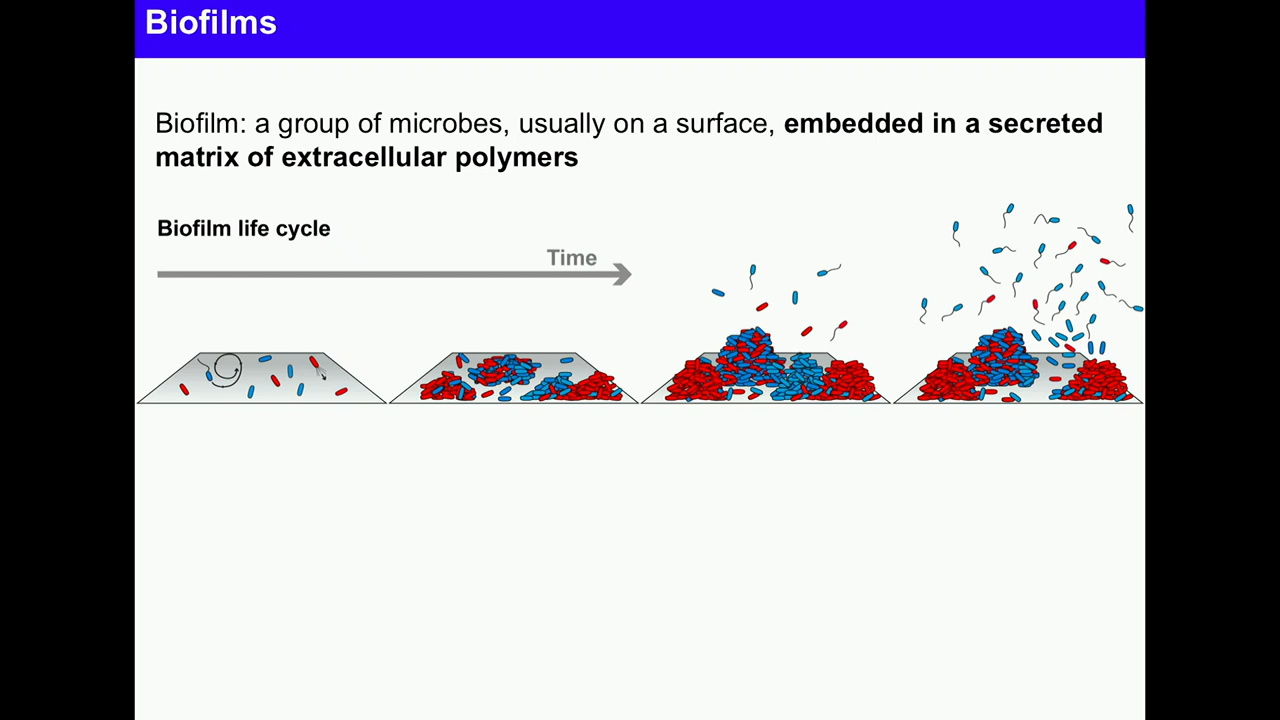 Biofilms
Biofilm: a group of microbes, usually on a surface, embedded in a secreted
matrix of extracellular polymers
Biofilm life cycle
Time